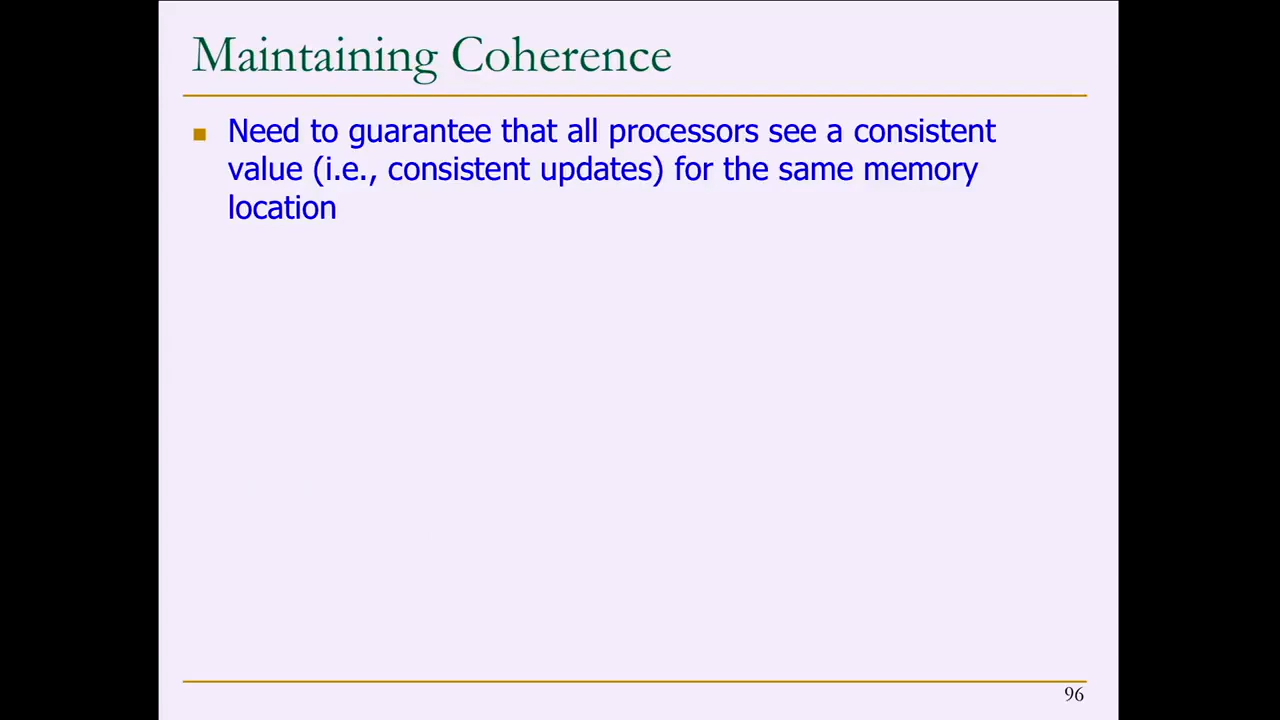 Maintaining Coherence
Need to guarantee that all processors see a consistent
value (i.e., consistent updates) for the same memory
location
96